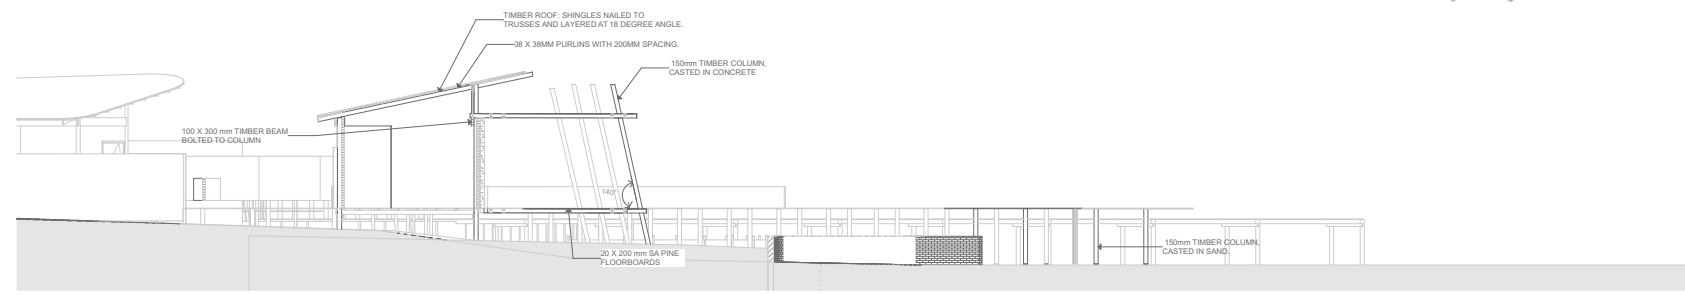 TIMBER ROOF: SHINGLES NAILED TO
TRUSSES AND LAYERED AT 18 DEGREE ANGLE.
38 X 38MM PURLINS WITH 200MM SPACING.
150mm TIMBER COLUMN,
CASTED IN CONCRETE
100 X 300 mm TIMBER BEAM
BOLTED TO COLUMN
14gr
20 X 200 mm SA PINE
FLOORBOARDS
150mm TIMBER COLUMN,
CASTED IN SAND.